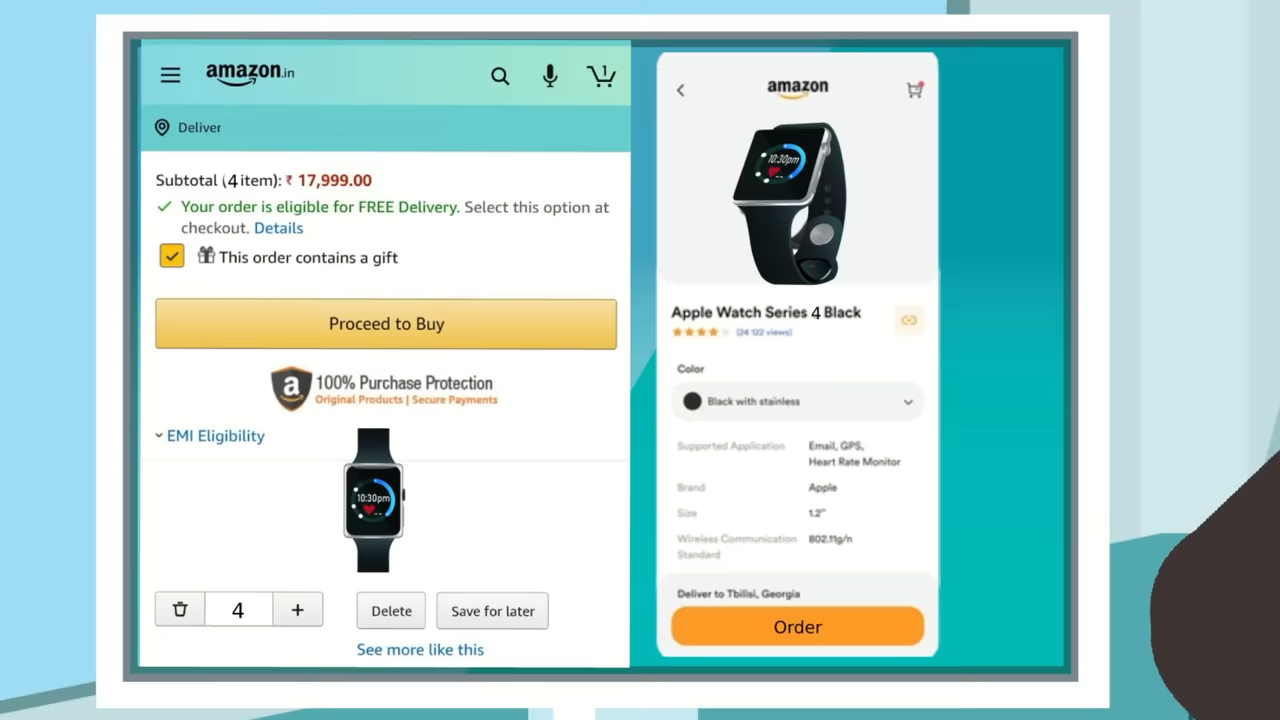 amazon.in
1
Deliver
Subtotal (4 item): ₹ 17,999.00
Your order is eligible for FREE Delivery. Select this option at
checkout. Details
This order contains a gift
Proceed to Buy
a
100% Purchase Protection
Original Products | Secure Payments
EMI Eligibility
10:30pm
4
+
Delete
Save for later
See more like this
amazon
10:30pm
Apple Watch Series 4 Black
(24 122 views)
Color
Black with stainless
Supported Application Email, GPS,
Heart Rate Monitor
Brand Apple
Size 1.2"
Wireless Communication 802.11g/n
Standard
Deliver to Tbilisi, Georgia
Order